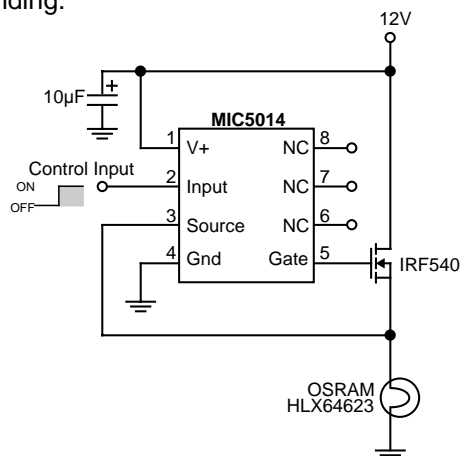 nding.
12V
10µF
+
MIC5014
1 V+ NC 8
Control Input
ON
OFF
2 Input NC 7
3 Source NC 6
4 Gnd Gate 5
IRF540
OSRAM
HLX64623